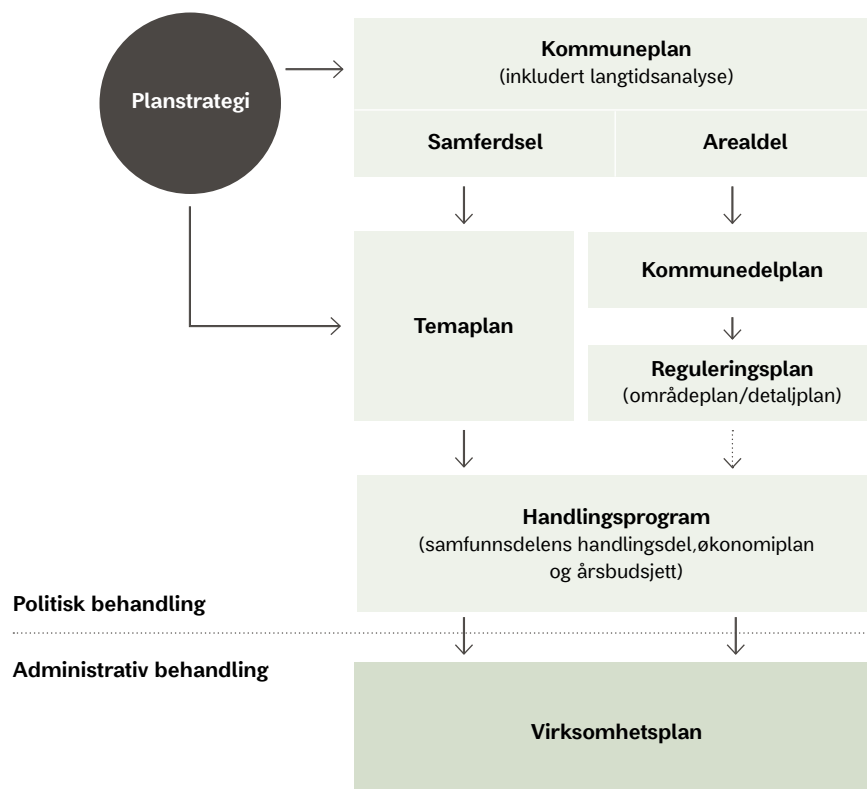 Planstrategi
Kommuneplan
(inkludert langtidsanalyse)
Samferdsel
Arealdel
Temaplan
Kommunedelplan
Reguleringsplan
(områdeplan/detaljplan)
Handlingsprogram
(samfunnsdelens handlingsdel,økonomiplan
og årsbudsjett)
Politisk behandling
Administrativ behandling
Virksomhetsplan